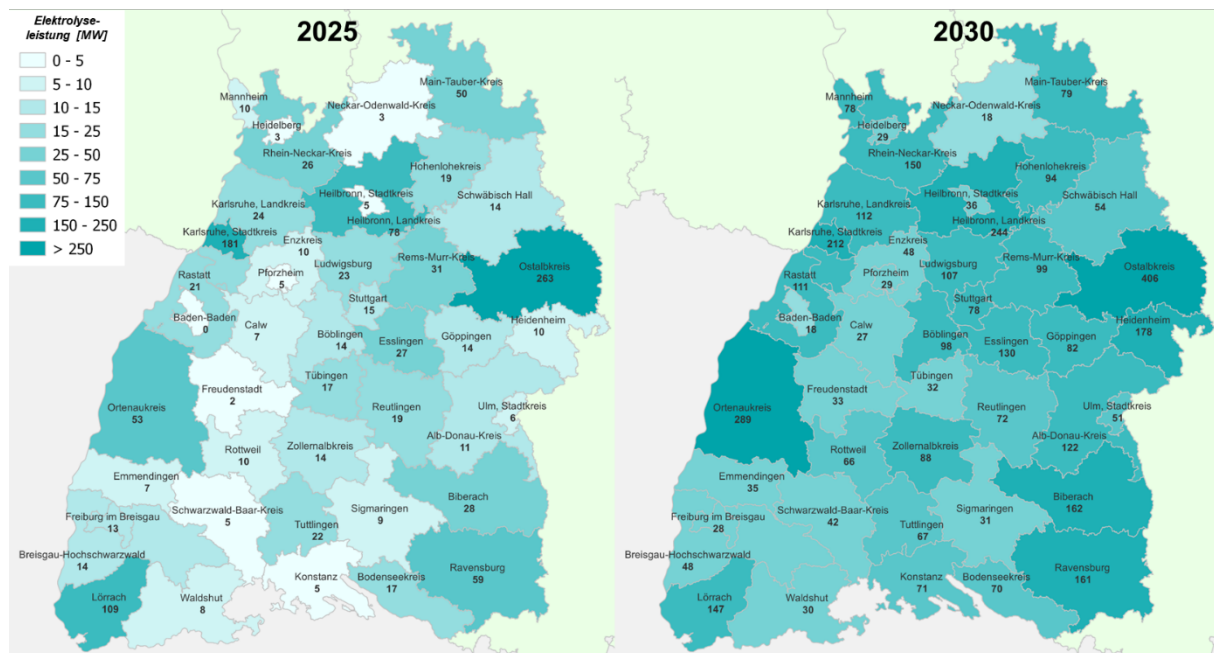 Elektrolyse-
leistung [MW]
0 - 5
5 - 10
10 - 15
15 - 25
25 - 50
50 - 75
75 - 150
150 - 250
> 250
2025
Main-Tauber-Kreis
50
Mannheim
10
Neckar-Odenwald-Kreis
3
Heidelberg
3
Rhein-Neckar-Kreis
26
Hohenlohekreis
19
Heilbronn, Stadtkreis
5
Schwäbisch Hall
14
Karlsruhe, Landkreis
24
Heilbronn, Landkreis
78
Karlsruhe, Stadtkreis
181
Enzkreis
10
Ludwigsburg
23
Rems-Murr-Kreis
31
Ostalbkreis
263
Pforzheim
5
Rastatt
21
Stuttgart
15
Baden-Baden
0
Heidenheim
10
Calw
7
Böblingen
14
Esslingen
27
Göppingen
14
Tübingen
17
Freudenstadt
2
Ortenaukreis
53
Reutlingen
19
Ulm, Stadtkreis
6
Alb-Donau-Kreis
11
Rottweil
10
Zollernalbkreis
14
Emmendingen
7
Biberach
28
Schwarzwald-Baar-Kreis
5
Sigmaringen
9
Freiburg im Breisgau
13
Tuttlingen
22
Breisgau-Hochschwarzwald
14
Ravensburg
59
Konstanz
5
Bodenseekreis
17
Lörrach
109
Waldshut
8
2030
Main-Tauber-Kreis
79
Mannheim
78
Neckar-Odenwald-Kreis
18
Heidelberg
29
Rhein-Neckar-Kreis
150
Hohenlohekreis
94
Heilbronn, Stadtkreis
36
Schwäbisch Hall
54
Karlsruhe, Landkreis
112
Heilbronn, Landkreis
244
Karlsruhe, Stadtkreis
212
Enzkreis
48
Ludwigsburg
107
Rems-Murr-Kreis
99
Ostalbkreis
406
Pforzheim
29
Rastatt
111
Stuttgart
78
Baden-Baden
18
Heidenheim
178
Calw
27
Böblingen
98
Esslingen
130
Göppingen
82
Tübingen
32
Freudenstadt
33
Ortenaukreis
289
Reutlingen
72
Ulm, Stadtkreis
51
Alb-Donau-Kreis
122
Rottweil
66
Zollernalbkreis
88
Emmendingen
35
Biberach
162
Schwarzwald-Baar-Kreis
42
Sigmaringen
31
Freiburg im Breisgau
28
Tuttlingen
67
Breisgau-Hochschwarzwald
48
Ravensburg
161
Konstanz
71
Bodenseekreis
70
Lörrach
147
Waldshut
30